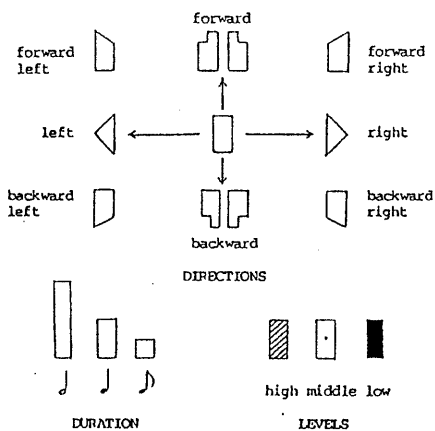 forward
forward left
forward right
left
right
backward left
backward right
backward
DIRECTIONS
high middle low
DURATION
LEVELS